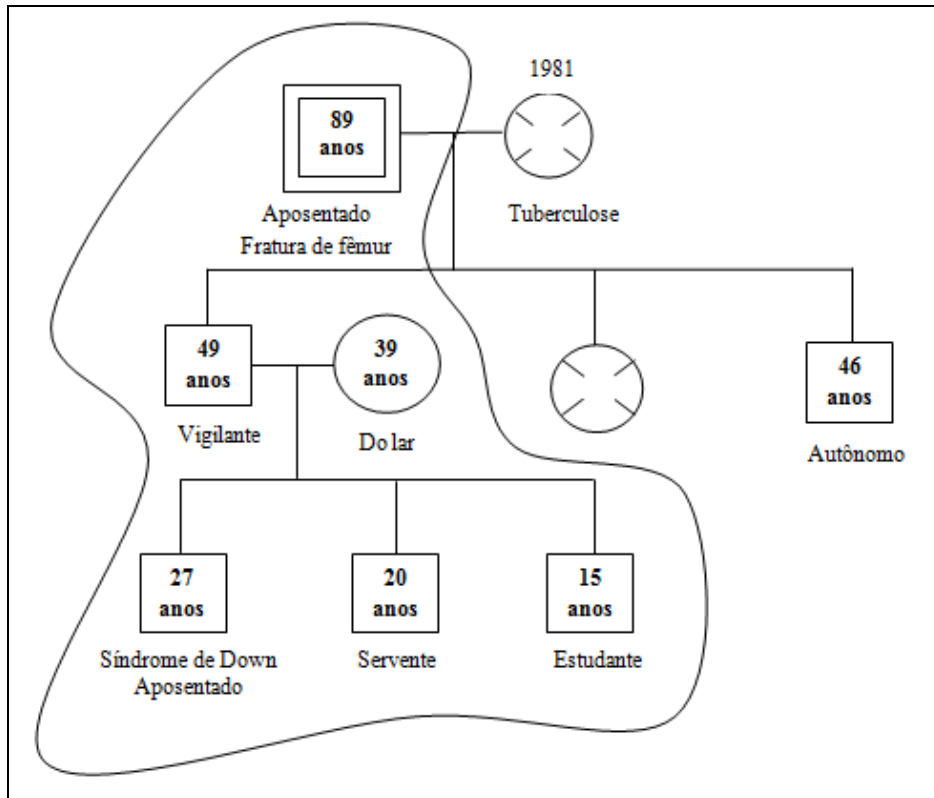 1981
89
anos
Aposentado
Fratura de fêmur
Tuberculose
49
anos
39
anos
46
anos
Vigilante
Do lar
Autônomo
27
anos
20
anos
15
anos
Síndrome de Down
Aposentado
Servente
Estudante